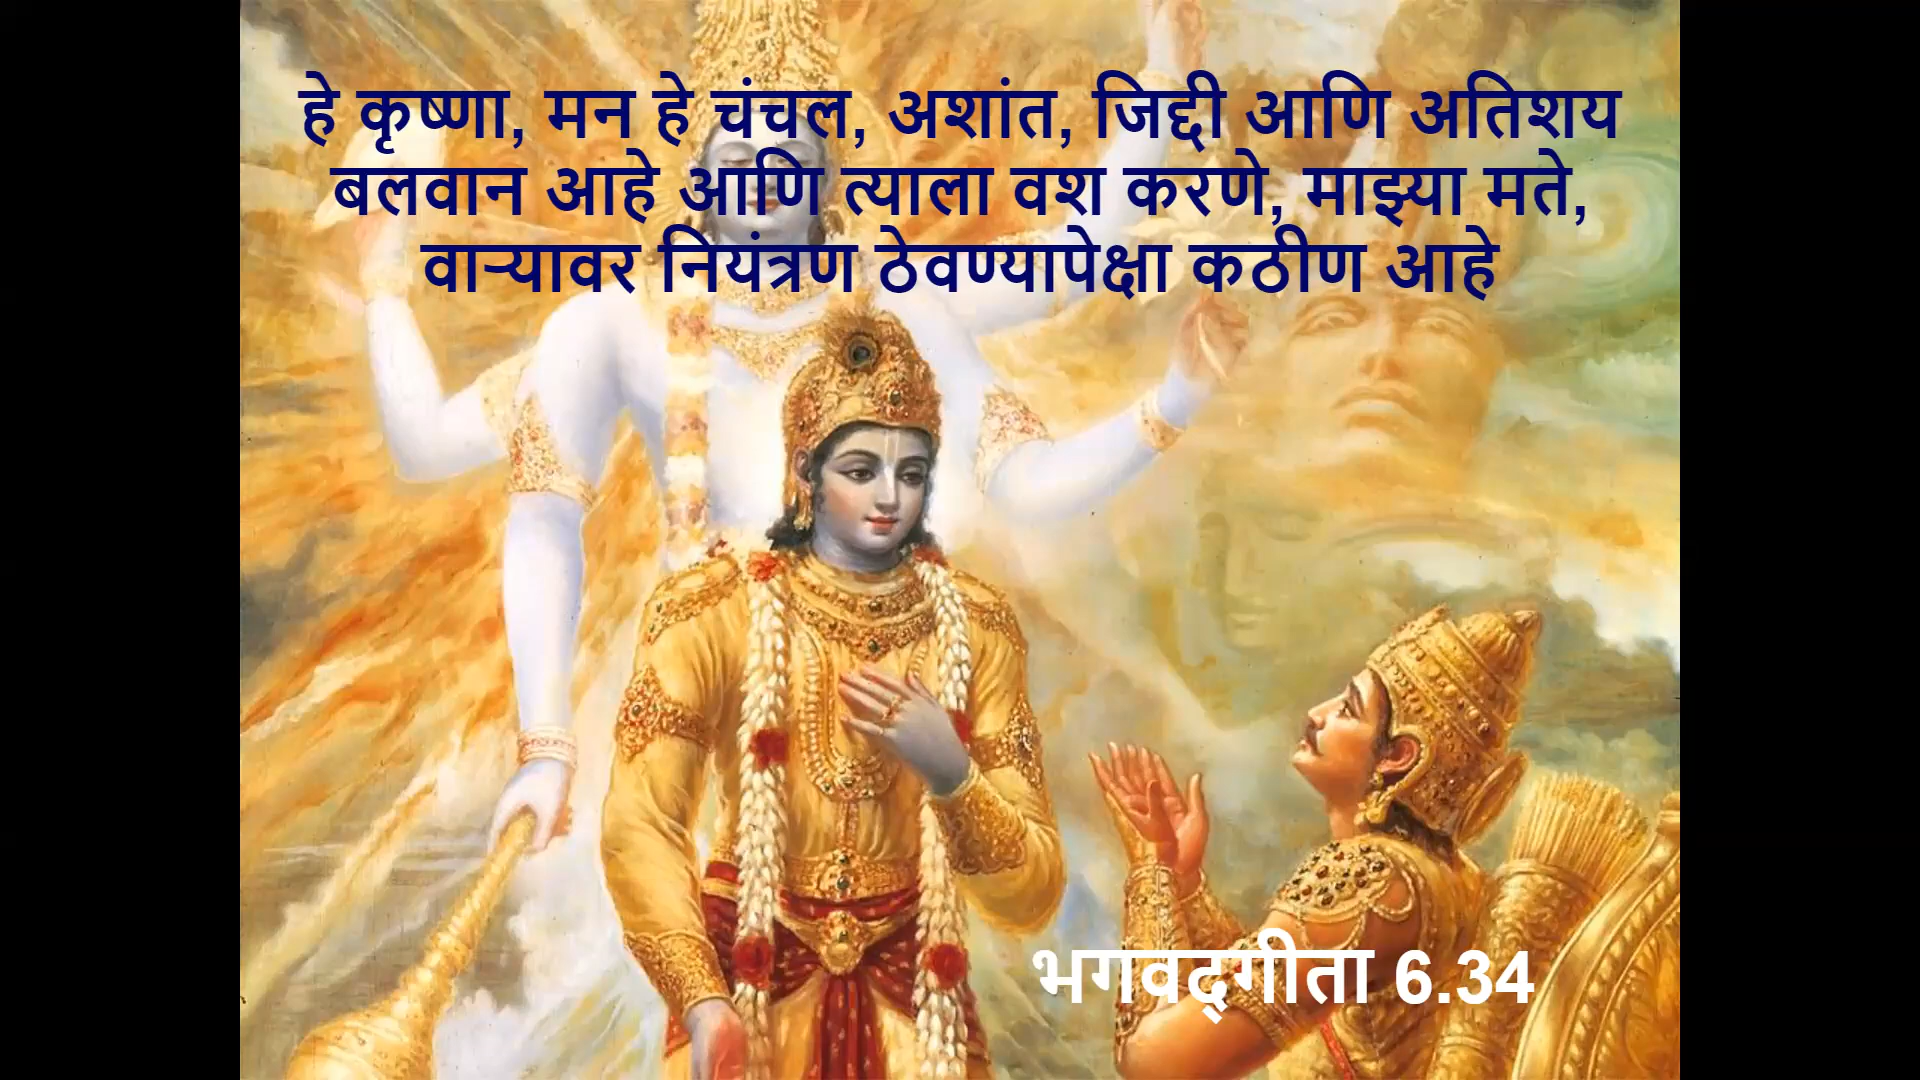 हे कृष्णा, मन हे चंचल, अशांत, जिद्दी आणि अतिशय
बलवान आहे आणि त्याला वश करणे, माझ्या मते,
वाऱ्यावर नियंत्रण ठेवण्यापेक्षा कठीण आहे
भगवद्‌गीता 6.34